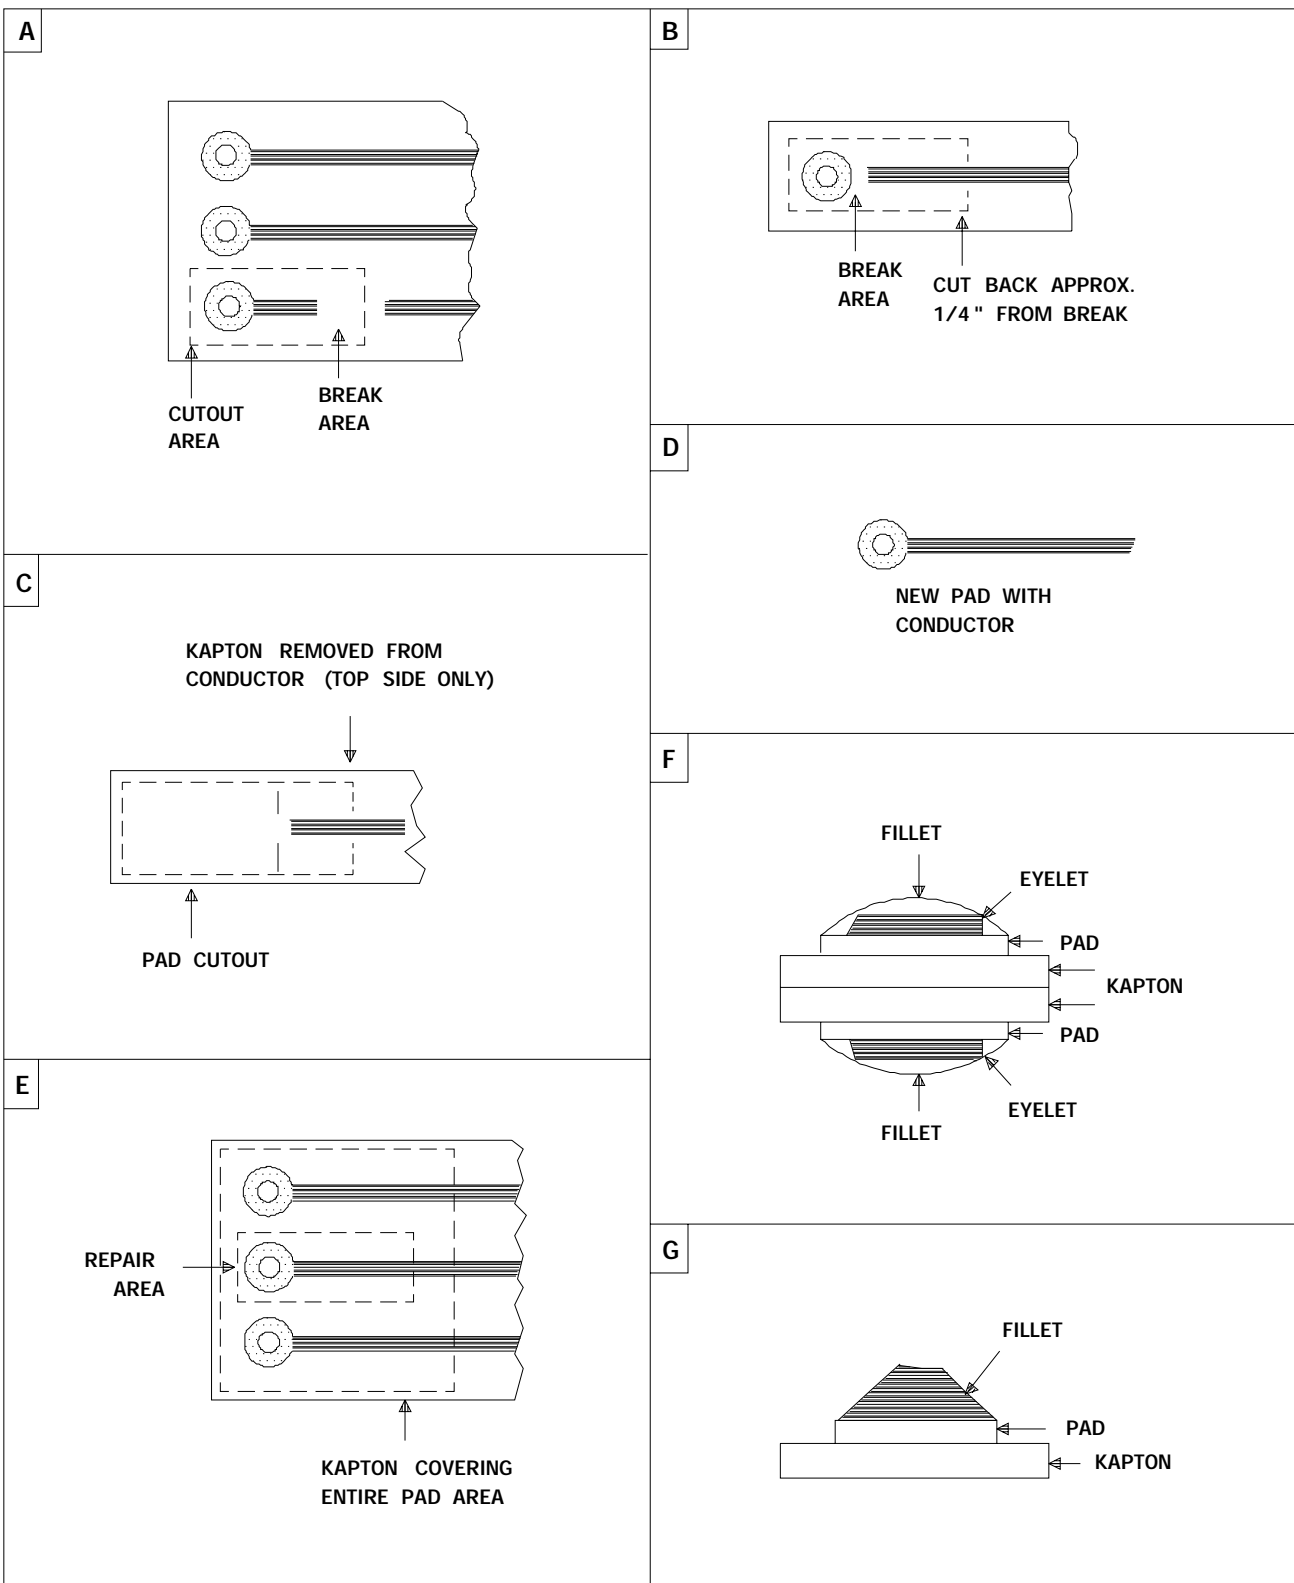 A
CUTOUT
AREA
BREAK
AREA
B
BREAK
AREA
CUT BACK APPROX.
1/4" FROM BREAK
C
KAPTON REMOVED FROM
CONDUCTOR (TOP SIDE ONLY)
PAD CUTOUT
D
NEW PAD WITH
CONDUCTOR
E
REPAIR
AREA
KAPTON COVERING
ENTIRE PAD AREA
F
FILLET
EYELET
PAD
KAPTON
PAD
EYELET
FILLET
G
FILLET
PAD
KAPTON